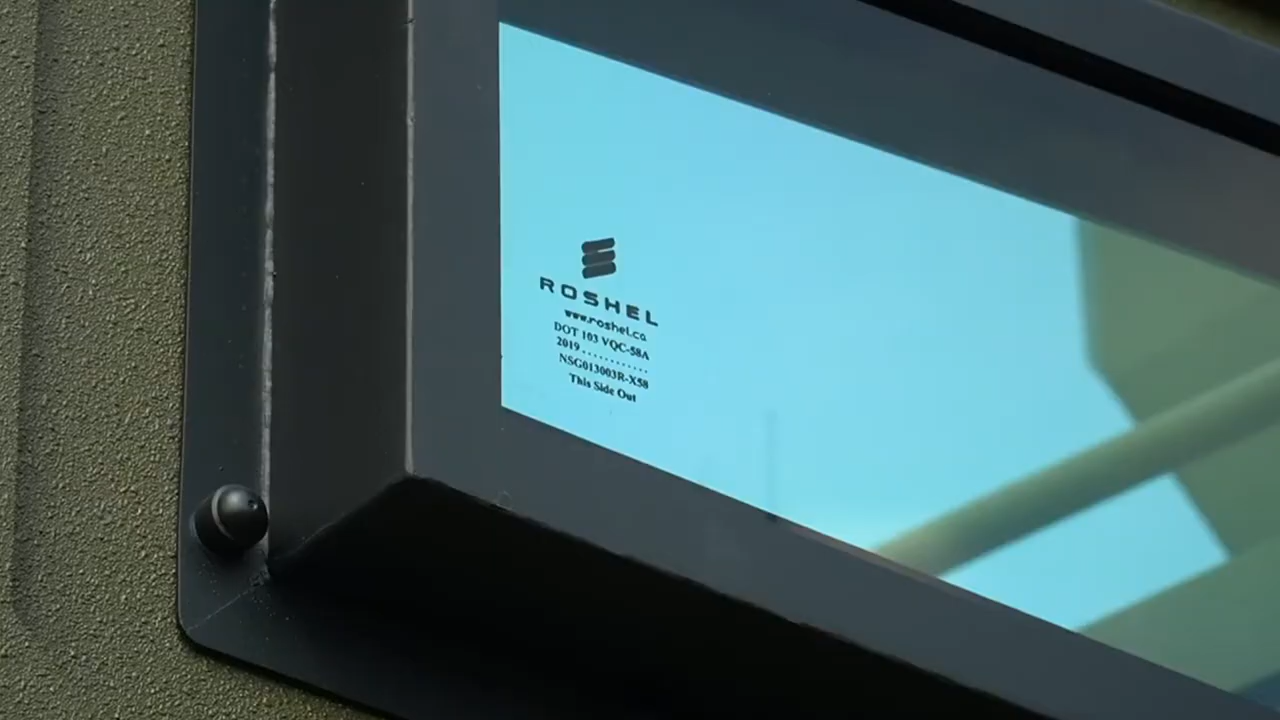 ROSHEL
www.roshel.ca
DOT 103 VQC-58A
2019............
NSG013003R-X58
This Side Out